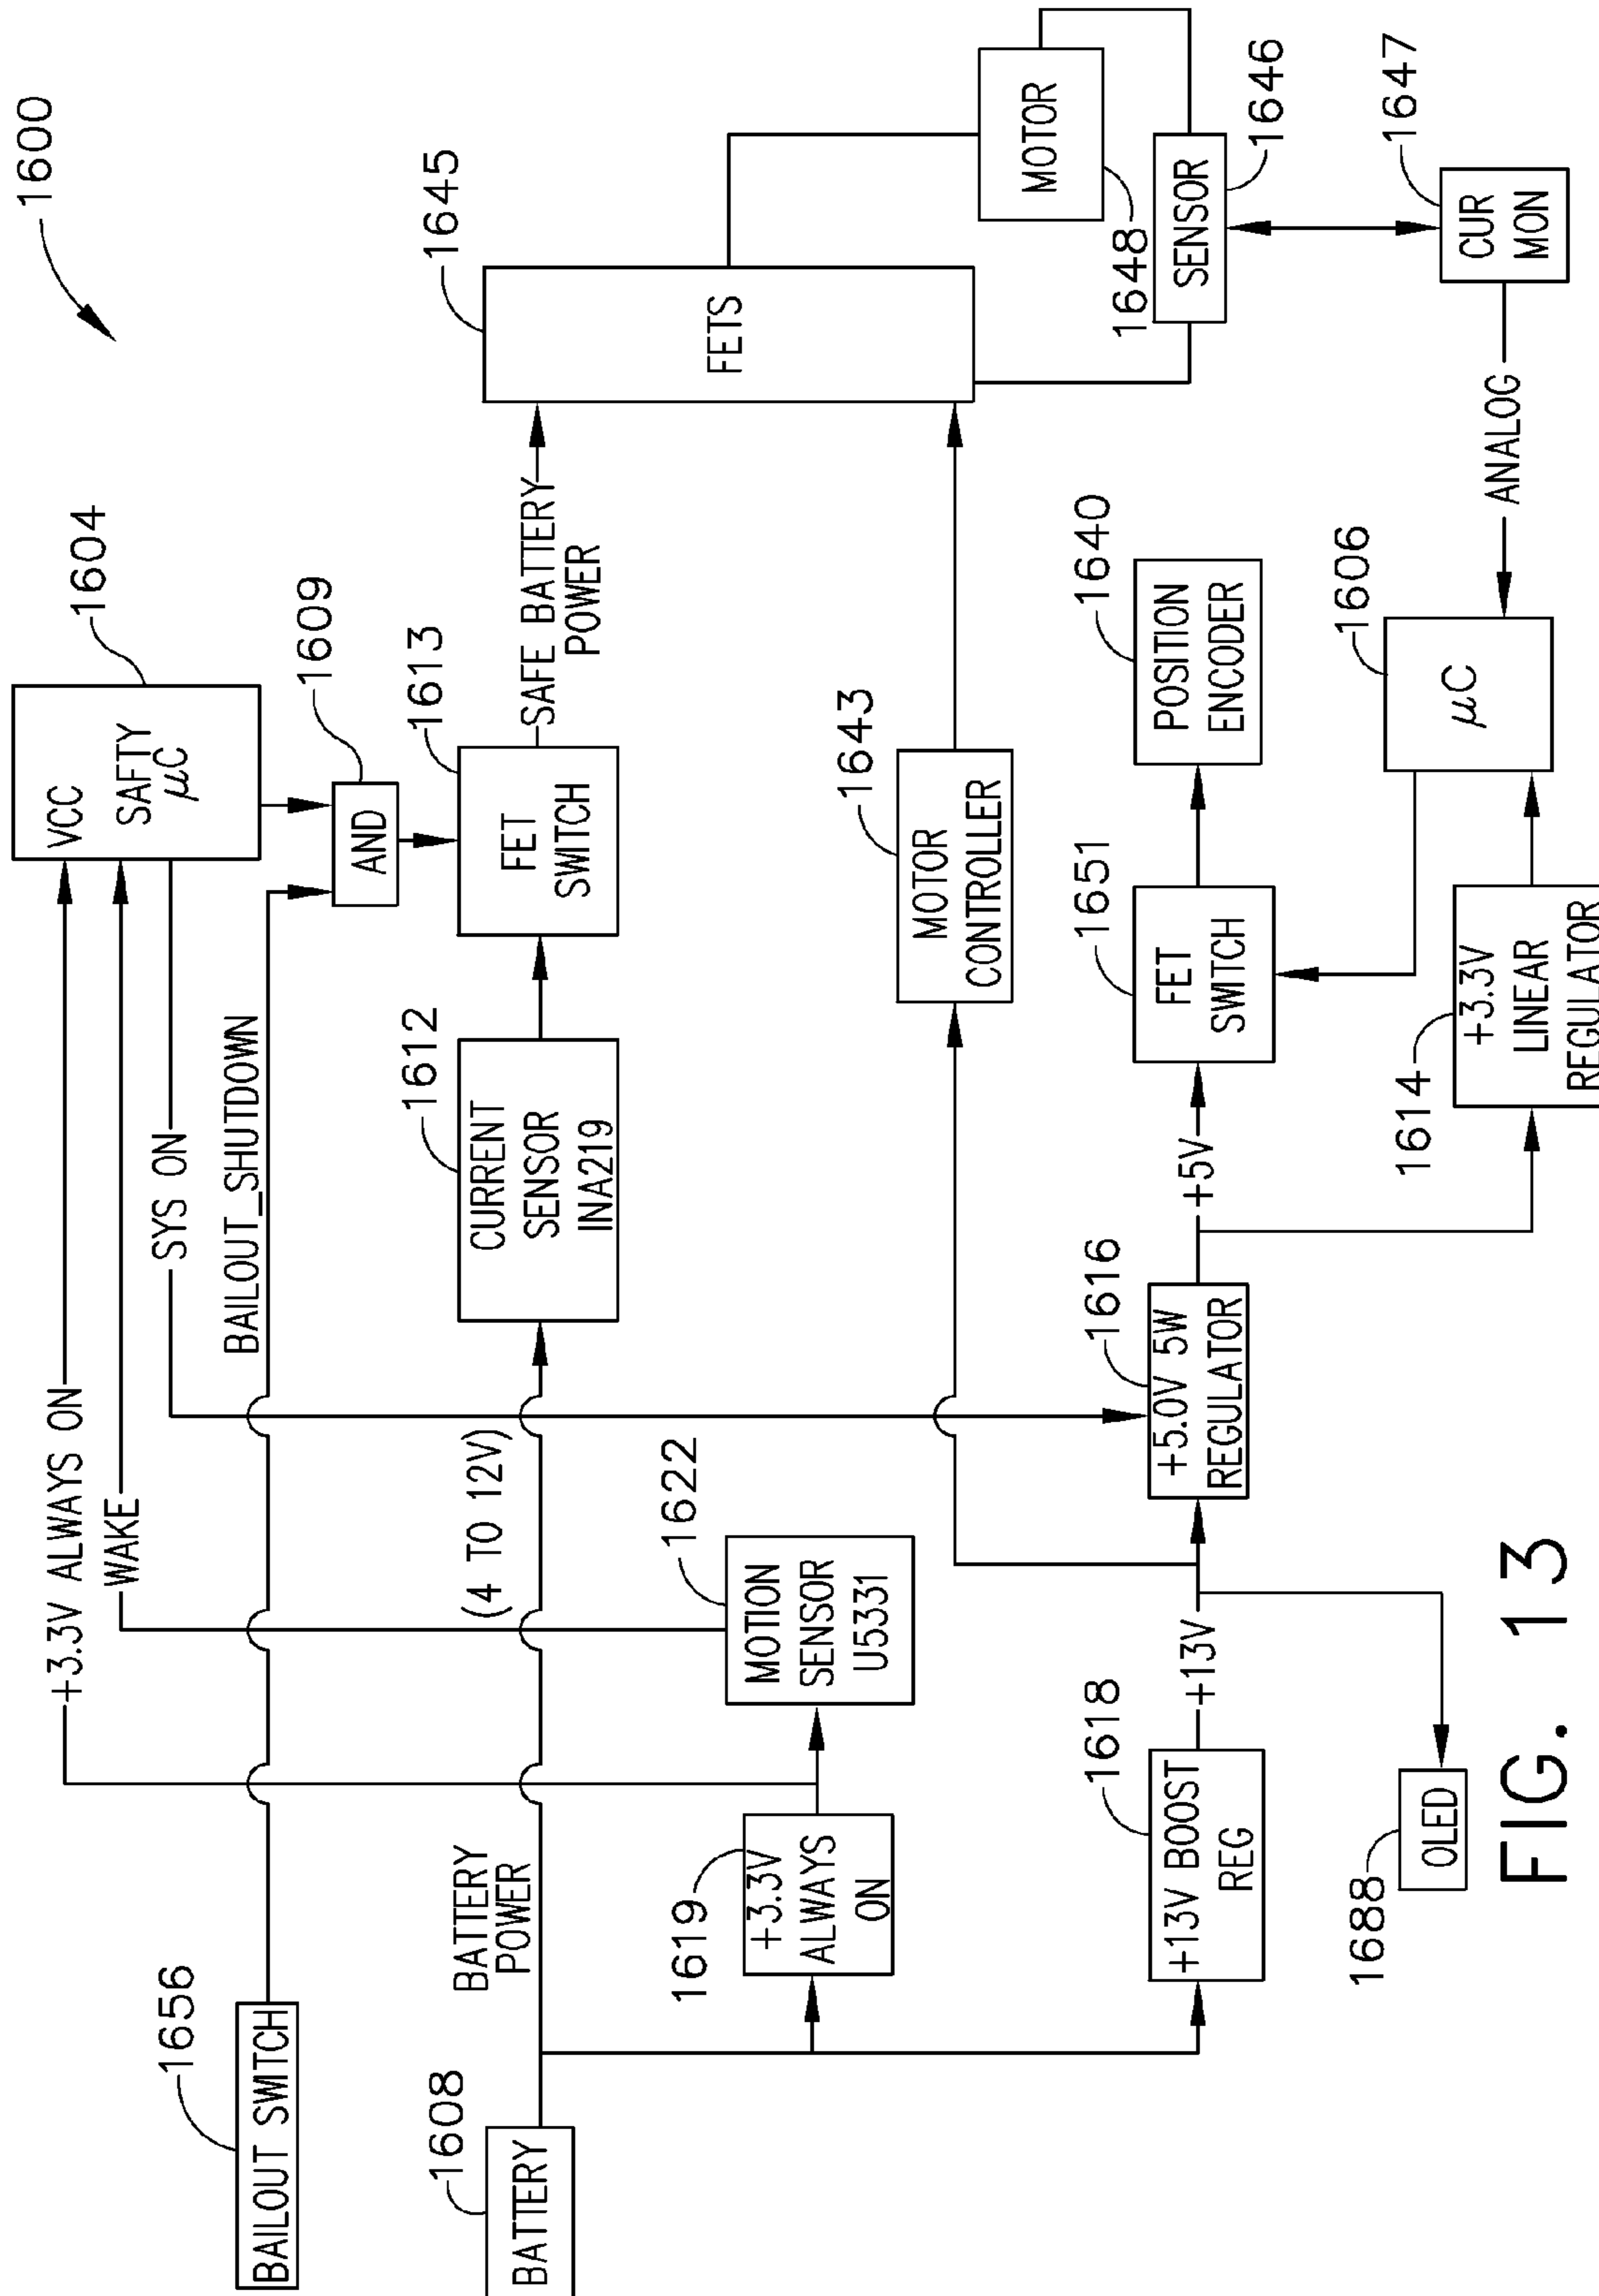 1600
1604
VCC
SAFTY
µC
+3.3V ALWAYS ON
WAKE
SYS ON
BAILOUT_SHUTDOWN
1656
BAILOUT SWITCH
1609
AND
1645
FETS
1608
BATTERY
BATTERY
POWER
(4 TO 12V)
1612
CURRENT
SENSOR
INA219
1613
FET
SWITCH
SAFE BATTERY
POWER
1619
+3.3V
ALWAYS
ON
1622
MOTION
SENSOR
U5331
1643
MOTOR
CONTROLLER
MOTOR
1648
SENSOR
1646
1618
+13V BOOST
REG
+13V
1616
+5.0V 5W
REGULATOR
+5V
1651
FET
SWITCH
1640
POSITION
ENCODER
1647
CUR
MON
ANALOG
1606
µC
1614
+3.3V
LINEAR
REGULATOR
1688
OLED
FIG. 13